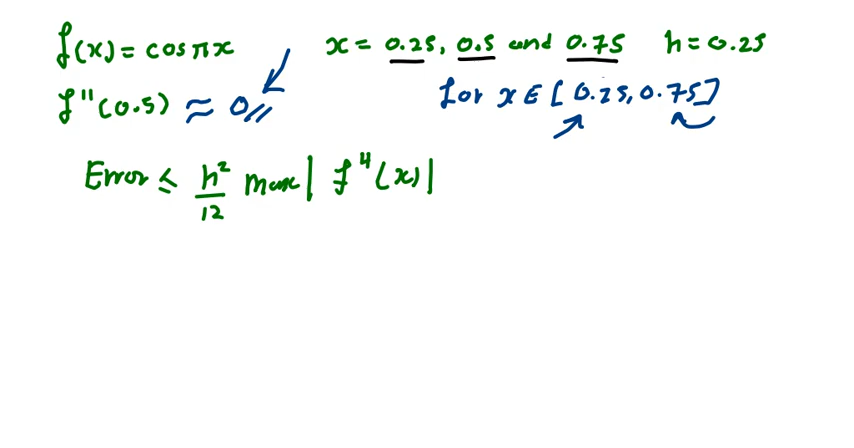 f(x) = cos πx x = 0.25, 0.5 and 0.75 h = 0.25
f''(0.5) ≈ 0 for x ∈ [0.25, 0.75]
Error ≤ h²/12 max | f⁴(x) |